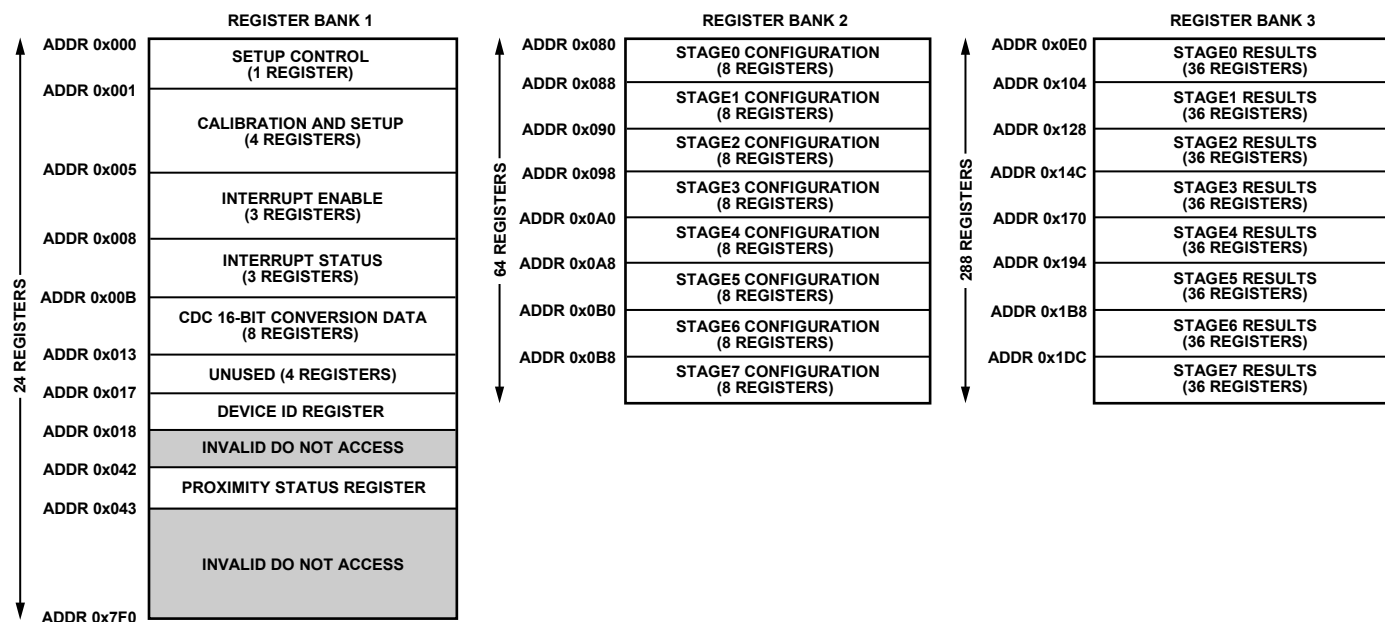 REGISTER BANK 1
ADDR 0x000
SETUP CONTROL
(1 REGISTER)
ADDR 0x001
CALIBRATION AND SETUP
(4 REGISTERS)
ADDR 0x005
INTERRUPT ENABLE
(3 REGISTERS)
ADDR 0x008
INTERRUPT STATUS
(3 REGISTERS)
ADDR 0x00B
CDC 16-BIT CONVERSION DATA
(8 REGISTERS)
ADDR 0x013
UNUSED (4 REGISTERS)
ADDR 0x017
DEVICE ID REGISTER
ADDR 0x018
INVALID DO NOT ACCESS
ADDR 0x042
PROXIMITY STATUS REGISTER
ADDR 0x043
INVALID DO NOT ACCESS
ADDR 0x7F0
24 REGISTERS
REGISTER BANK 2
ADDR 0x080
STAGE0 CONFIGURATION
(8 REGISTERS)
ADDR 0x088
STAGE1 CONFIGURATION
(8 REGISTERS)
ADDR 0x090
STAGE2 CONFIGURATION
(8 REGISTERS)
ADDR 0x098
STAGE3 CONFIGURATION
(8 REGISTERS)
ADDR 0x0A0
STAGE4 CONFIGURATION
(8 REGISTERS)
ADDR 0x0A8
STAGE5 CONFIGURATION
(8 REGISTERS)
ADDR 0x0B0
STAGE6 CONFIGURATION
(8 REGISTERS)
ADDR 0x0B8
STAGE7 CONFIGURATION
(8 REGISTERS)
64 REGISTERS
REGISTER BANK 3
ADDR 0x0E0
STAGE0 RESULTS
(36 REGISTERS)
ADDR 0x104
STAGE1 RESULTS
(36 REGISTERS)
ADDR 0x128
STAGE2 RESULTS
(36 REGISTERS)
ADDR 0x14C
STAGE3 RESULTS
(36 REGISTERS)
ADDR 0x170
STAGE4 RESULTS
(36 REGISTERS)
ADDR 0x194
STAGE5 RESULTS
(36 REGISTERS)
ADDR 0x1B8
STAGE6 RESULTS
(36 REGISTERS)
ADDR 0x1DC
STAGE7 RESULTS
(36 REGISTERS)
288 REGISTERS